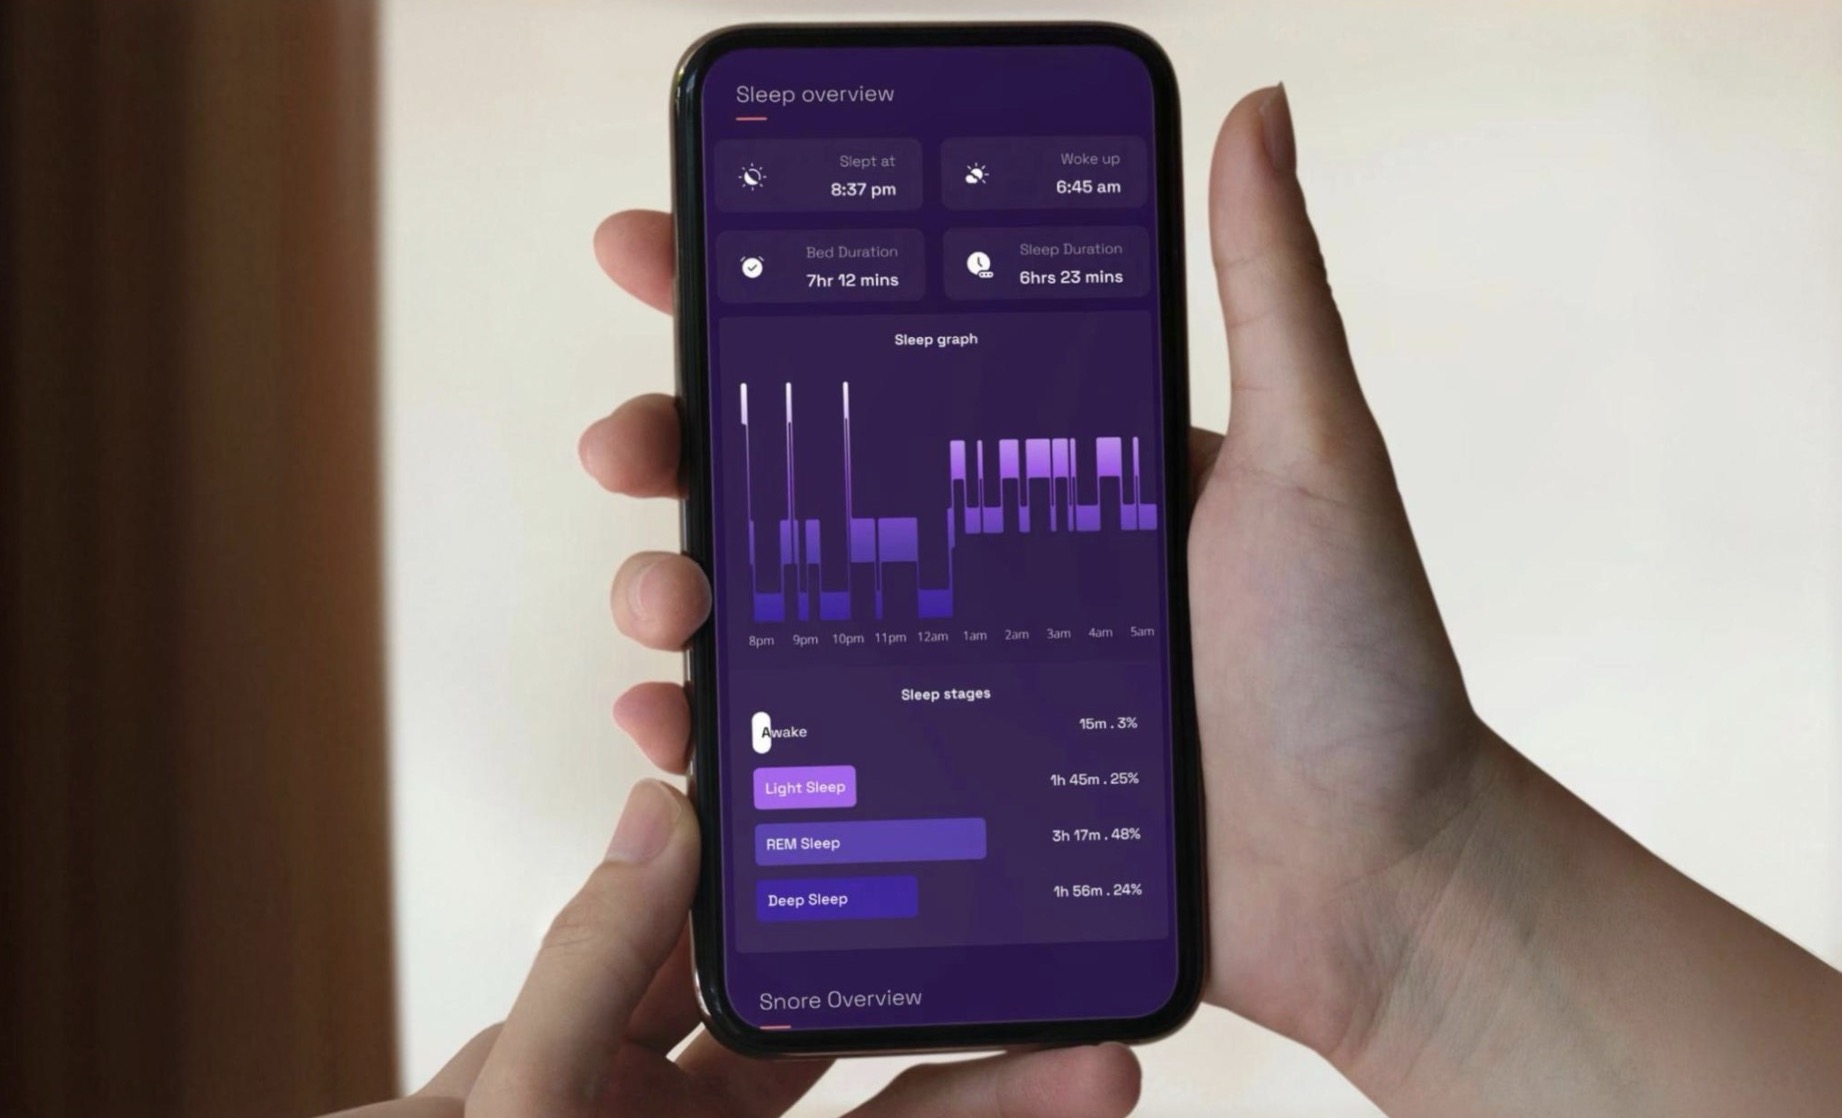 Sleep overview
Slept at
8:37 pm
Woke up
6:45 am
Bed Duration
7hr 12 mins
Sleep Duration
6hrs 23 mins
Sleep graph
8pm 9pm 10pm 11pm 12am 1am 2am 3am 4am 5am
Sleep stages
Awake 15m . 3%
Light Sleep 1h 45m . 25%
REM Sleep 3h 17m . 48%
Deep Sleep 1h 56m . 24%
Snore Overview